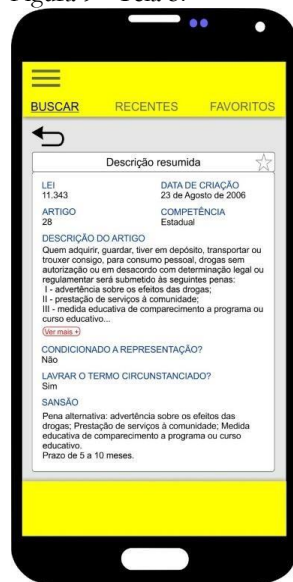 BUSCAR RECENTES FAVORITOS
Descrição resumida
LEI DATA DE CRIAÇÃO
11.343 23 de Agosto de 2006
ARTIGO COMPETÊNCIA
28 Estadual
DESCRIÇÃO DO ARTIGO
Quem adquirir, guardar, tiver em depósito, transportar ou
trouxer consigo, para consumo pessoal, drogas sem
autorização ou em desacordo com determinação legal ou
regulamentar será submetido às seguintes penas:
I - advertência sobre os efeitos das drogas;
II - prestação de serviços à comunidade;
III - medida educativa de comparecimento a programa ou
curso educativo...
Ver mais +
CONDICIONADO A REPRESENTAÇÃO?
Não
LAVRAR O TERMO CIRCUNSTANCIADO?
Sim
SANSÃO
Pena alternativa: advertência sobre os efeitos das
drogas; Prestação de serviços à comunidade; Medida
educativa de comparecimento a programa ou curso
educativo.
Prazo de 5 a 10 meses.